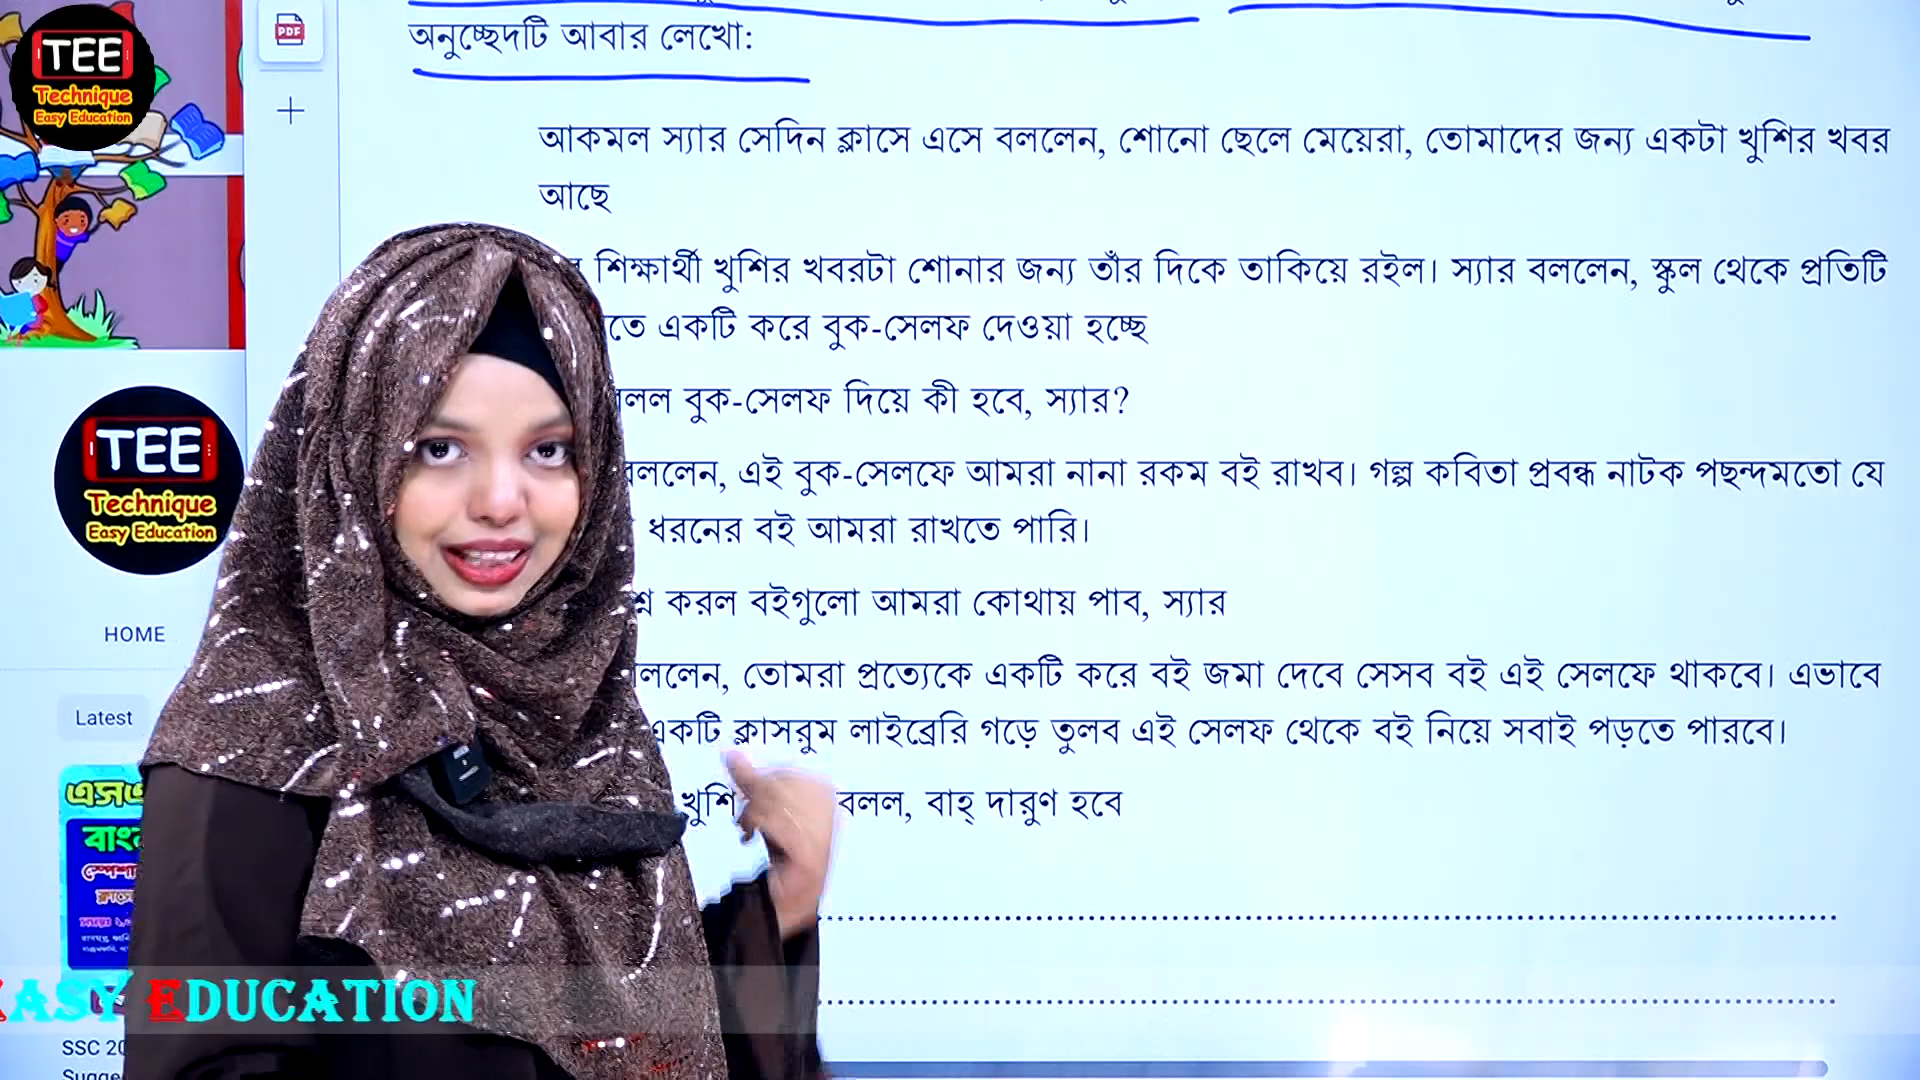 TEE
Technique
Easy Education
PDF
অনুচ্ছেদটি আবার লেখো:
আকমল স্যার সেদিন ক্লাসে এসে বললেন, শোনো ছেলে মেয়েরা, তোমাদের জন্য একটা খুশির খবর
আছে
শিক্ষার্থী খুশির খবরটা শোনার জন্য তাঁর দিকে তাকিয়ে রইল। স্যার বললেন, স্কুল থেকে প্রতিটি
একটি করে বুক-সেলফ দেওয়া হচ্ছে
বুক-সেলফ দিয়ে কী হবে, স্যার?
এই বুক-সেলফে আমরা নানা রকম বই রাখব। গল্প কবিতা প্রবন্ধ নাটক পছন্দমতো যে
ধরনের বই আমরা রাখতে পারি।
করল বইগুলো আমরা কোথায় পাব, স্যার
তোমরা প্রত্যেকে একটি করে বই জমা দেবে সেসব বই এই সেলফে থাকবে। এভাবে
একটি ক্লাসরুম লাইব্রেরি গড়ে তুলব এই সেলফ থেকে বই নিয়ে সবাই পড়তে পারবে।
খুশি বলল, বাহ্ দারুণ হবে
TEE
Technique
Easy Education
HOME
Latest
EASY EDUCATION
SSC